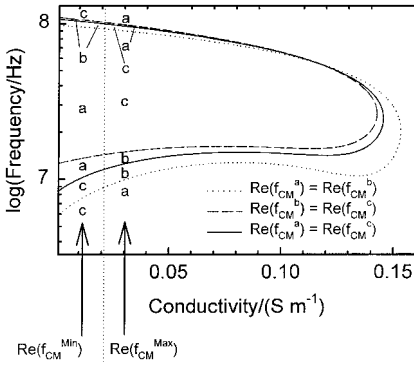 8
7
log(Frequency/Hz)
c
b
a
a
c
c
a
a
c
c
b
b
a
Re(f_CM^a) = Re(f_CM^b)
Re(f_CM^b) = Re(f_CM^c)
Re(f_CM^a) = Re(f_CM^c)
0.05 0.10 0.15
Conductivity/(S m⁻¹)
Re(f_CM^Min) Re(f_CM^Max)